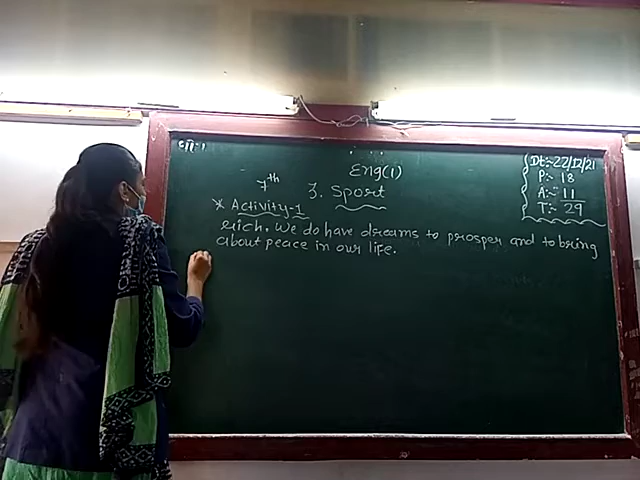 Eng(1)
Dt:- 22/12/21
P:- 18
A:- 11
T:- 29
7th
7. Sport
* Activity-1
rich. We do have dreams to prosper and to bring
about peace in our life.